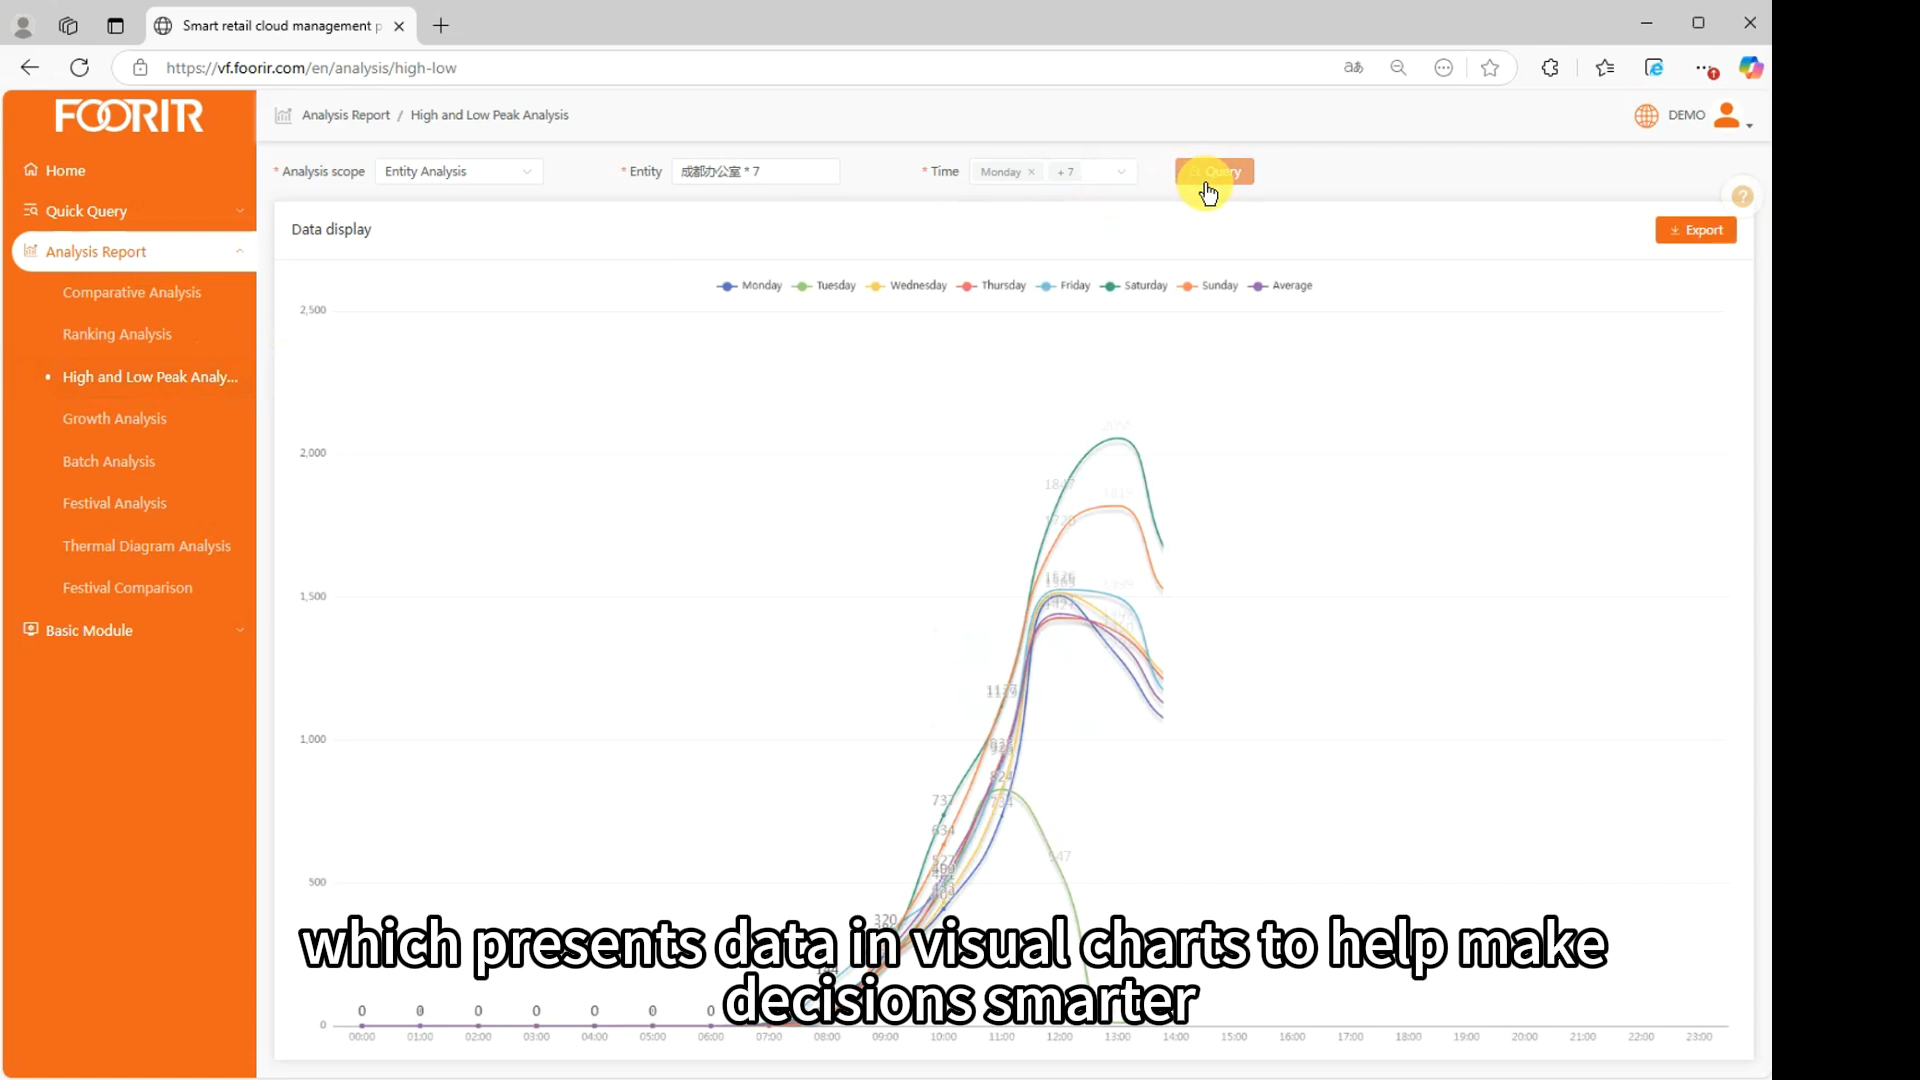 Smart retail cloud management p
https://vf.foorir.com/en/analysis/high-low
FOORIR
Analysis Report / High and Low Peak Analysis
DEMO
Home
Quick Query
Analysis Report
Comparative Analysis
Ranking Analysis
High and Low Peak Analy...
Growth Analysis
Batch Analysis
Festival Analysis
Thermal Diagram Analysis
Festival Comparison
Basic Module
* Analysis scope Entity Analysis * Entity 成都办公室 * 7 * Time Monday × + 7 Query
Data display
Export
Monday Tuesday Wednesday Thursday Friday Saturday Sunday Average
2,500
2,000
1,500
1,000
500
0
1847
824
737
634
320
0 0 0 0 0 0 0
00:00 01:00 02:00 03:00 04:00 05:00 06:00 07:00 08:00 09:00 10:00 11:00 12:00 13:00 14:00 15:00 16:00 17:00 18:00 19:00 20:00 21:00 22:00 23:00
which presents data in visual charts to help make
decisions smarter